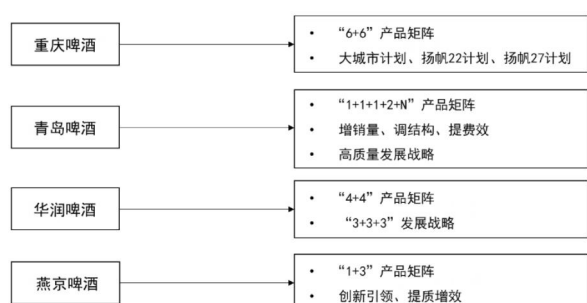 重庆啤酒
• “6+6”产品矩阵
• 大城市计划、扬帆22计划、扬帆27计划
青岛啤酒
• “1+1+1+2+N”产品矩阵
• 增销量、调结构、提费效
• 高质量发展战略
华润啤酒
• “4+4”产品矩阵
• “3+3+3”发展战略
燕京啤酒
• “1+3”产品矩阵
• 创新引领、提质增效